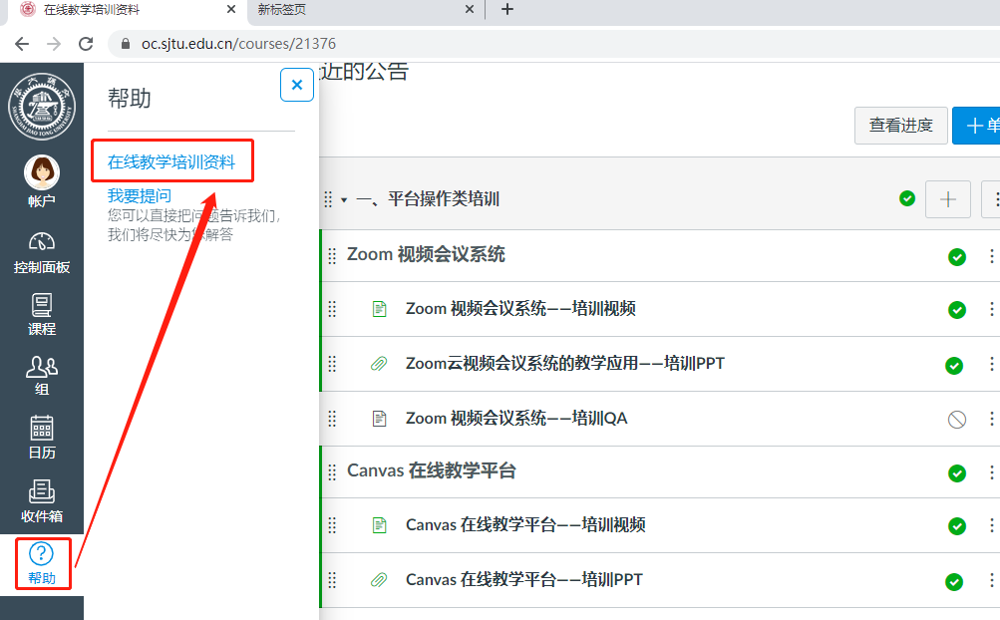 在线教学培训资料
新标签页
oc.sjtu.edu.cn/courses/21376
近的公告
帮助
查看进度
单
在线教学培训资料
我要提问
您可以直接把问题告诉我们，
我们将尽快为您解答
帐户
控制面板
课程
组
日历
收件箱
帮助
一、平台操作类培训
Zoom 视频会议系统
Zoom 视频会议系统——培训视频
Zoom云视频会议系统的教学应用——培训PPT
Zoom 视频会议系统——培训QA
Canvas 在线教学平台
Canvas 在线教学平台——培训视频
Canvas 在线教学平台——培训PPT